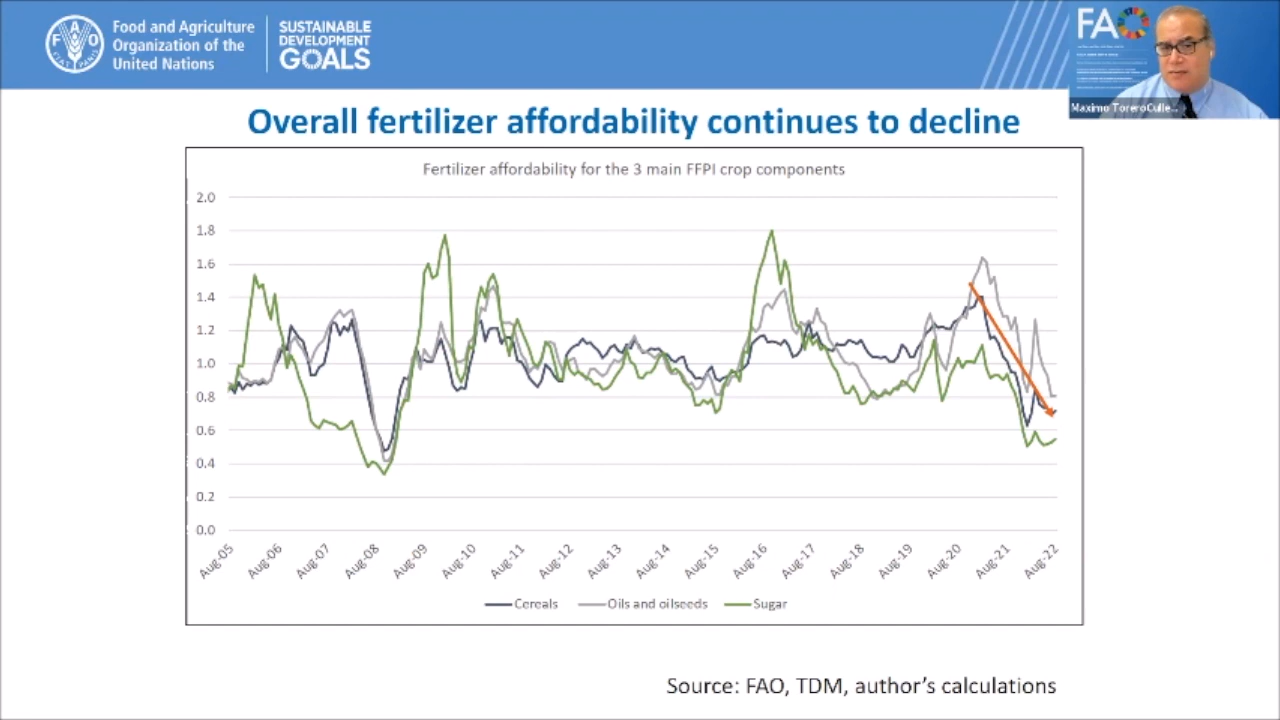 Food and Agriculture
Organization of the
United Nations
SUSTAINABLE
DEVELOPMENT
GOALS
F A O
FIAT PANIS
FAO
Maximo ToreroCulle...
Overall fertilizer affordability continues to decline
Fertilizer affordability for the 3 main FFPI crop components
2.0
1.8
1.6
1.4
1.2
1.0
0.8
0.6
0.4
0.2
0.0
Aug-05 Aug-06 Aug-07 Aug-08 Aug-09 Aug-10 Aug-11 Aug-12 Aug-13 Aug-14 Aug-15 Aug-16 Aug-17 Aug-18 Aug-19 Aug-20 Aug-21 Aug-22
Cereals Oils and oilseeds Sugar
Source: FAO, TDM, author's calculations